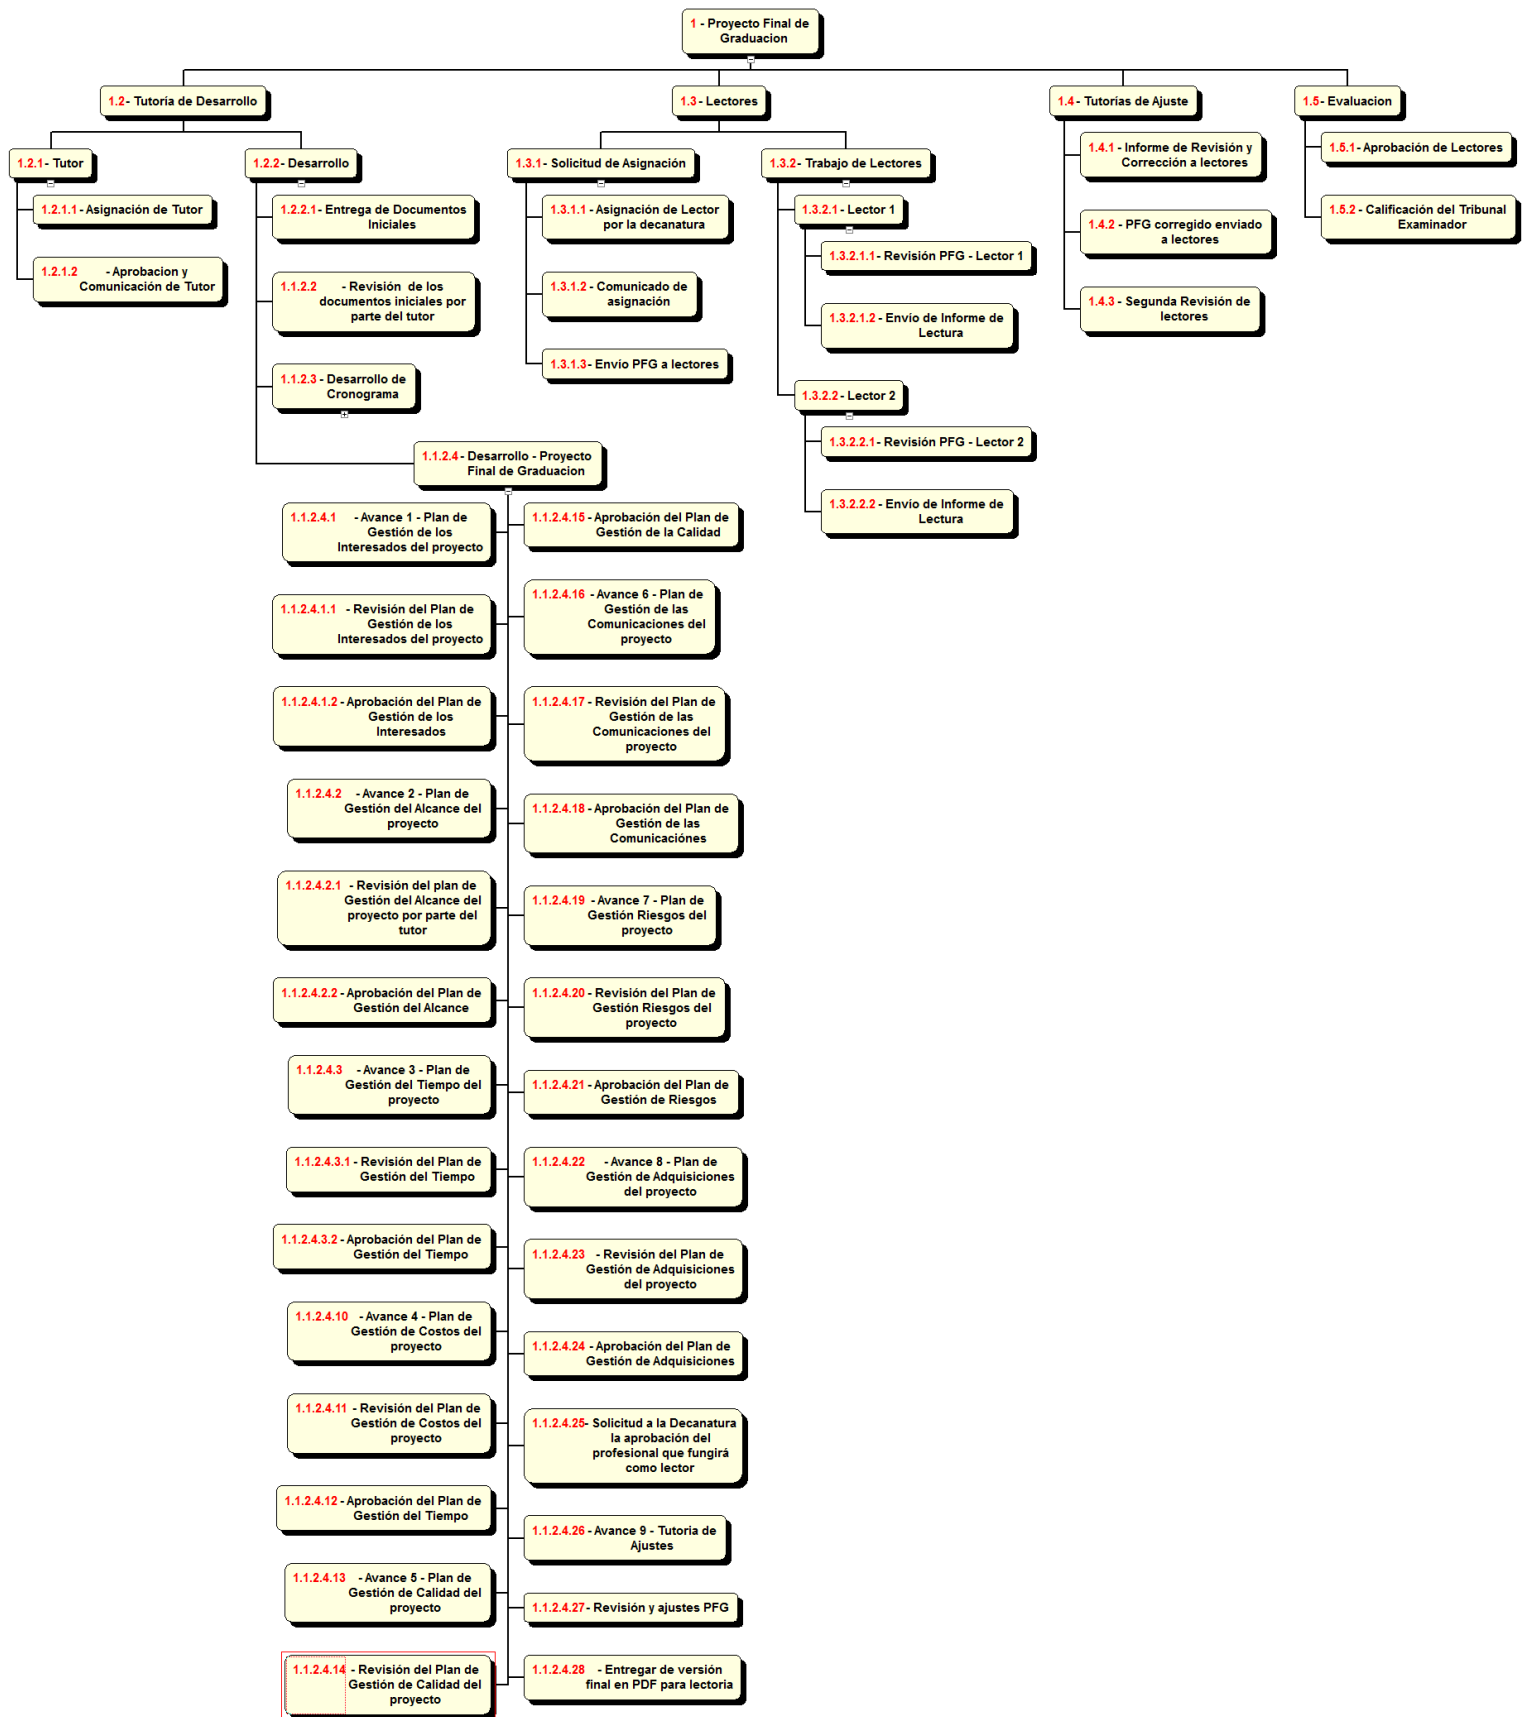 1 - Proyecto Final de
Graduacion
1.2- Tutoría de Desarrollo
1.3- Lectores
1.4- Tutorías de Ajuste
1.5- Evaluacion
1.2.1- Tutor
1.2.1.1- Asignación de Tutor
1.2.1.2 - Aprobacion y
Comunicación de Tutor
1.2.2- Desarrollo
1.2.2.1- Entrega de Documentos
Iniciales
1.1.2.2 - Revisión de los
documentos iniciales por
parte del tutor
1.1.2.3 - Desarrollo de
Cronograma
1.1.2.4- Desarrollo - Proyecto
Final de Graduacion
1.1.2.4.1 - Avance 1 - Plan de
Gestión de los
Interesados del proyecto
1.1.2.4.1.1 - Revisión del Plan de
Gestión de los
Interesados del proyecto
1.1.2.4.1.2- Aprobación del Plan de
Gestión de los
Interesados
1.1.2.4.2 - Avance 2 - Plan de
Gestión del Alcance del
proyecto
1.1.2.4.2.1 - Revisión del plan de
Gestión del Alcance del
proyecto por parte del
tutor
1.1.2.4.2.2 - Aprobación del Plan de
Gestión del Alcance
1.1.2.4.3 - Avance 3 - Plan de
Gestión del Tiempo del
proyecto
1.1.2.4.3.1 - Revisión del Plan de
Gestión del Tiempo
1.1.2.4.3.2 - Aprobación del Plan de
Gestión del Tiempo
1.1.2.4.10 - Avance 4 - Plan de
Gestión de Costos del
proyecto
1.1.2.4.11 - Revisión del Plan de
Gestión de Costos del
proyecto
1.1.2.4.12 - Aprobación del Plan de
Gestión del Tiempo
1.1.2.4.13 - Avance 5 - Plan de
Gestión de Calidad del
proyecto
1.1.2.4.14 - Revisión del Plan de
Gestión de Calidad del
proyecto
1.1.2.4.15 - Aprobación del Plan de
Gestión de la Calidad
1.1.2.4.16 - Avance 6 - Plan de
Gestión de las
Comunicaciones del
proyecto
1.1.2.4.17 - Revisión del Plan de
Gestión de las
Comunicaciones del
proyecto
1.1.2.4.18 - Aprobación del Plan de
Gestión de las
Comunicaciónes
1.1.2.4.19 - Avance 7 - Plan de
Gestión Riesgos del
proyecto
1.1.2.4.20 - Revisión del Plan de
Gestión Riesgos del
proyecto
1.1.2.4.21 - Aprobación del Plan de
Gestión de Riesgos
1.1.2.4.22 - Avance 8 - Plan de
Gestión de Adquisiciones
del proyecto
1.1.2.4.23 - Revisión del Plan de
Gestión de Adquisiciones
del proyecto
1.1.2.4.24 - Aprobación del Plan de
Gestión de Adquisiciones
1.1.2.4.25- Solicitud a la Decanatura
la aprobación del
profesional que fungirá
como lector
1.1.2.4.26 - Avance 9 - Tutoria de
Ajustes
1.1.2.4.27- Revisión y ajustes PFG
1.1.2.4.28 - Entregar de versión
final en PDF para lectoria
1.3.1- Solicitud de Asignación
1.3.1.1 - Asignación de Lector
por la decanatura
1.3.1.2 - Comunicado de
asignación
1.3.1.3- Envío PFG a lectores
1.3.2- Trabajo de Lectores
1.3.2.1- Lector 1
1.3.2.1.1- Revisión PFG - Lector 1
1.3.2.1.2 - Envío de Informe de
Lectura
1.3.2.2- Lector 2
1.3.2.2.1- Revisión PFG - Lector 2
1.3.2.2.2 - Envío de Informe de
Lectura
1.4.1 - Informe de Revisión y
Corrección a lectores
1.4.2 - PFG corregido enviado
a lectores
1.4.3 - Segunda Revisión de
lectores
1.5.1- Aprobación de Lectores
1.5.2 - Calificación del Tribunal
Examinador